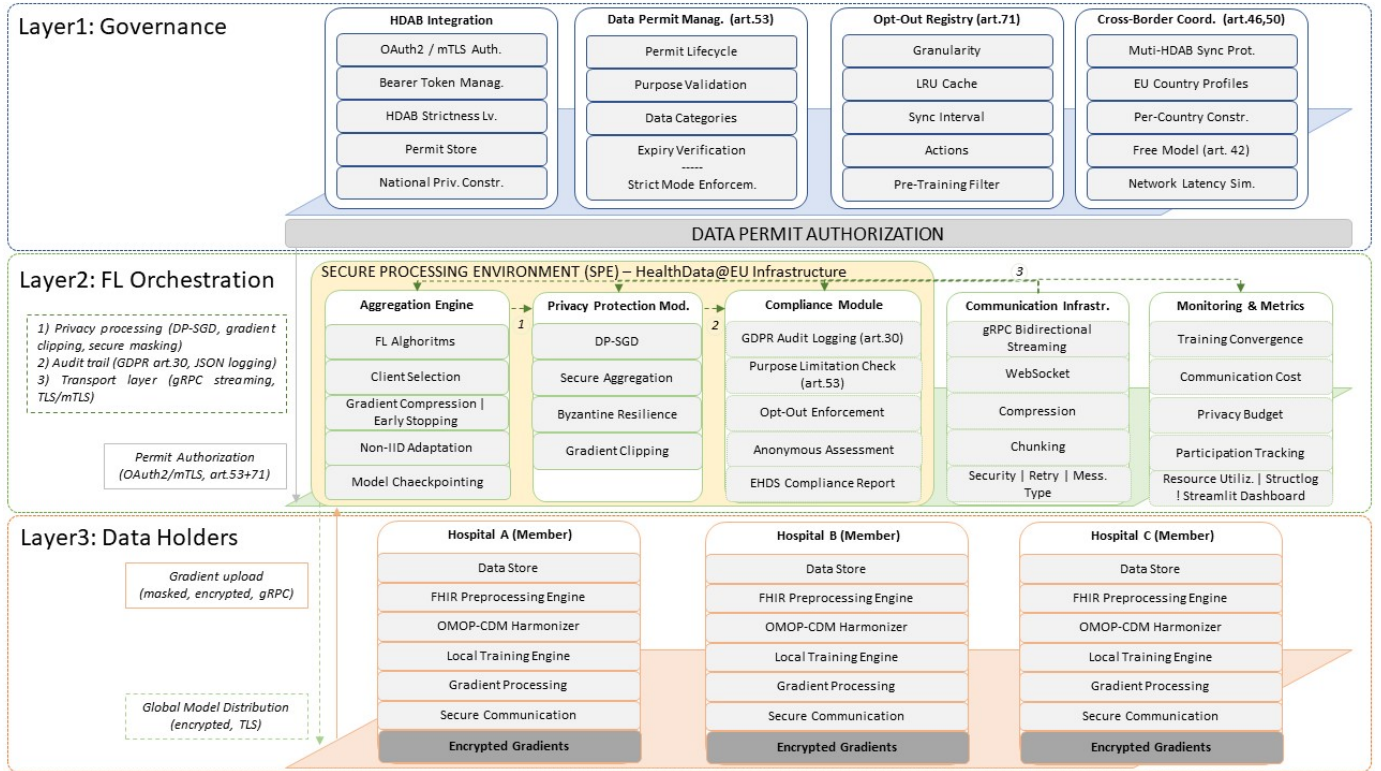 Layer1: Governance
HDAB Integration
OAuth2 / mTLS Auth.
Bearer Token Manag.
HDAB Strictness Lv.
Permit Store
National Priv. Constr.
Data Permit Manag. (art.53)
Permit Lifecycle
Purpose Validation
Data Categories
Expiry Verification
-----
Strict Mode Enforcem.
Opt-Out Registry (art.71)
Granularity
LRU Cache
Sync Interval
Actions
Pre-Training Filter
Cross-Border Coord. (art.46,50)
Muti-HDAB Sync Prot.
EU Country Profiles
Per-Country Constr.
Free Model (art. 42)
Network Latency Sim.
DATA PERMIT AUTHORIZATION
Layer2: FL Orchestration
1) Privacy processing (DP-SGD, gradient
clipping, secure masking)
2) Audit trail (GDPR art.30, JSON logging)
3) Transport layer (gRPC streaming,
TLS/mTLS)
Permit Authorization
(OAuth2/mTLS, art.53+71)
SECURE PROCESSING ENVIRONMENT (SPE) – HealthData@EU Infrastructure
3
Aggregation Engine
FL Alghoritms
Client Selection
Gradient Compression |
Early Stopping
Non-IID Adaptation
Model Chaeckpointing
1
Privacy Protection Mod.
DP-SGD
Secure Aggregation
Byzantine Resilience
Gradient Clipping
2
Compliance Module
GDPR Audit Logging (art.30)
Purpose Limitation Check
(art.53)
Opt-Out Enforcement
Anonymous Assessment
EHDS Compliance Report
Communication Infrastr.
gRPC Bidirectional
Streaming
WebSocket
Compression
Chunking
Security | Retry | Mess.
Type
Monitoring & Metrics
Training Convergence
Communication Cost
Privacy Budget
Participation Tracking
Resource Utiliz. | Structlog
! Streamlit Dashboard
Layer3: Data Holders
Gradient upload
(masked, encrypted, gRPC)
Global Model Distribution
(encrypted, TLS)
Hospital A (Member)
Data Store
FHIR Preprocessing Engine
OMOP-CDM Harmonizer
Local Training Engine
Gradient Processing
Secure Communication
Encrypted Gradients
Hospital B (Member)
Data Store
FHIR Preprocessing Engine
OMOP-CDM Harmonizer
Local Training Engine
Gradient Processing
Secure Communication
Encrypted Gradients
Hospital C (Member)
Data Store
FHIR Preprocessing Engine
OMOP-CDM Harmonizer
Local Training Engine
Gradient Processing
Secure Communication
Encrypted Gradients